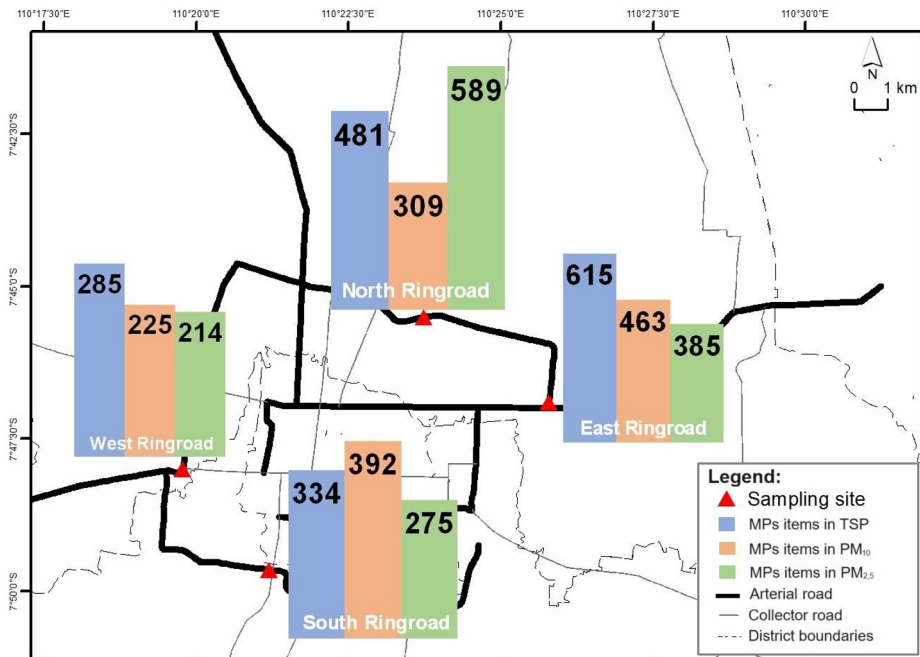 110°17'30"E 110°20'0"E 110°22'30"E 110°25'0"E 110°27'30"E 110°30'0"E
N
0 1 km
7°42'30"S
7°45'0"S
7°47'30"S
7°50'0"S
481
309
589
North Ringroad
285
225
214
West Ringroad
615
463
385
East Ringroad
334
392
275
South Ringroad
Legend:
Sampling site
MPs items in TSP
MPs items in PM₁₀
MPs items in PM₂,₅
Arterial road
Collector road
District boundaries